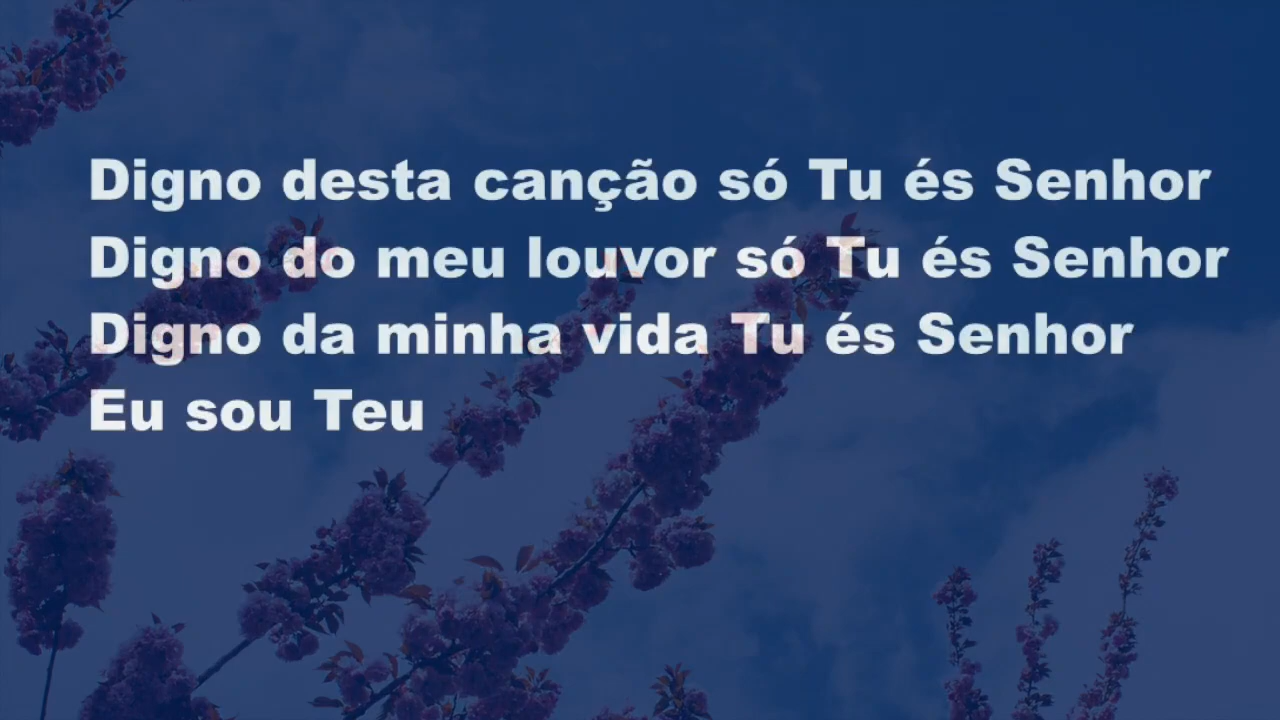 Digno desta canção só Tu és Senhor
Digno do meu louvor só Tu és Senhor
Digno da minha vida Tu és Senhor
Eu sou Teu